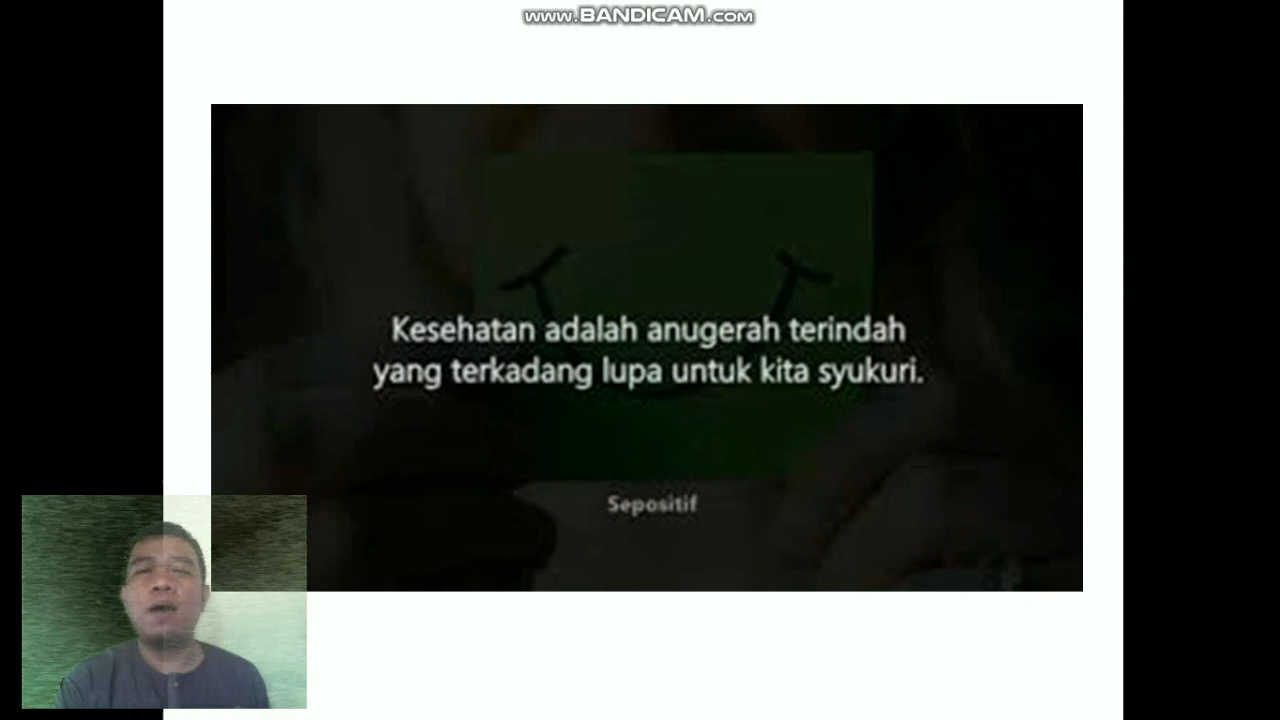 www.BANDICAM.com
Kesehatan adalah anugerah terindah
yang terkadang lupa untuk kita syukuri.
Sepositif